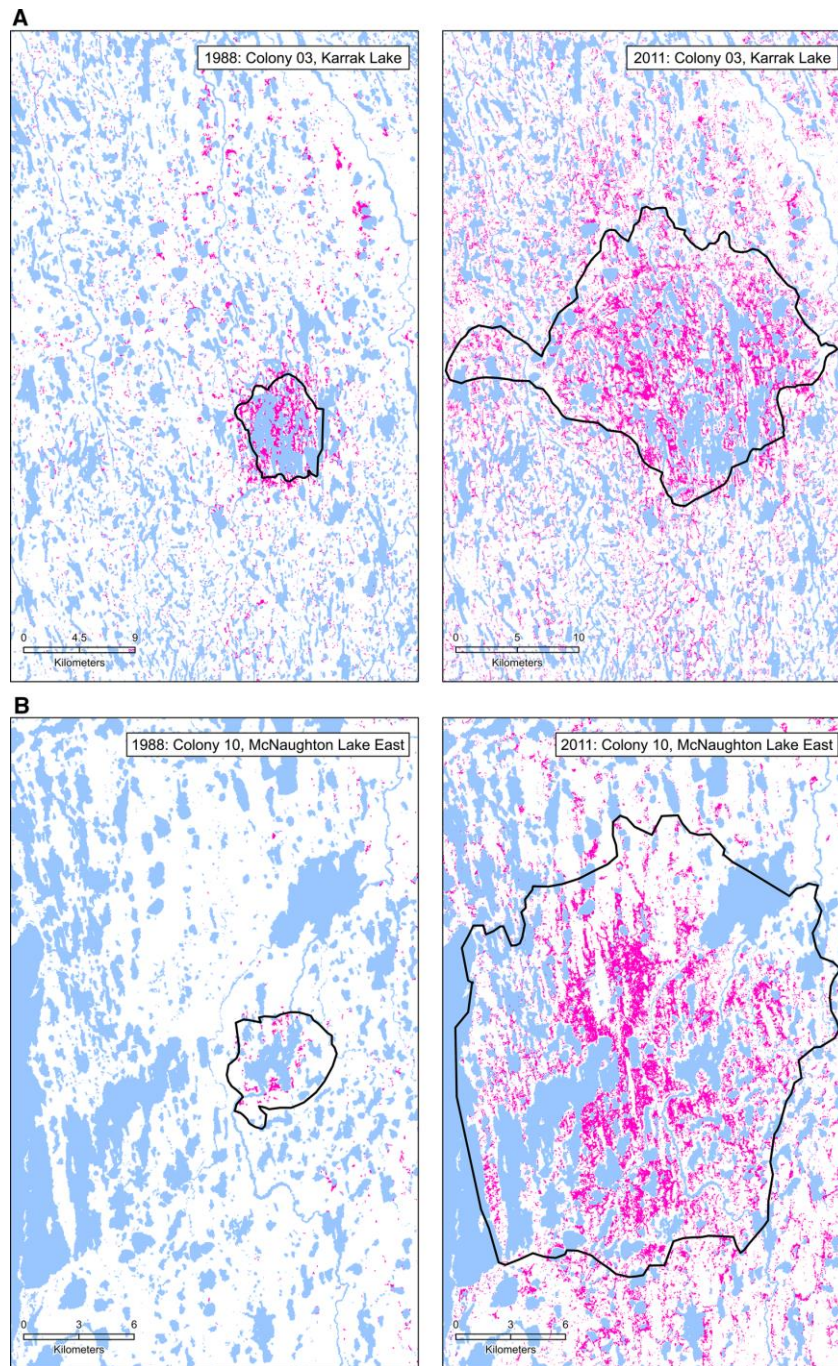 A
1988: Colony 03, Karrak Lake
0 4.5 9
Kilometers
2011: Colony 03, Karrak Lake
0 5 10
Kilometers
B
1988: Colony 10, McNaughton Lake East
0 3 6
Kilometers
2011: Colony 10, McNaughton Lake East
0 3 6
Kilometers